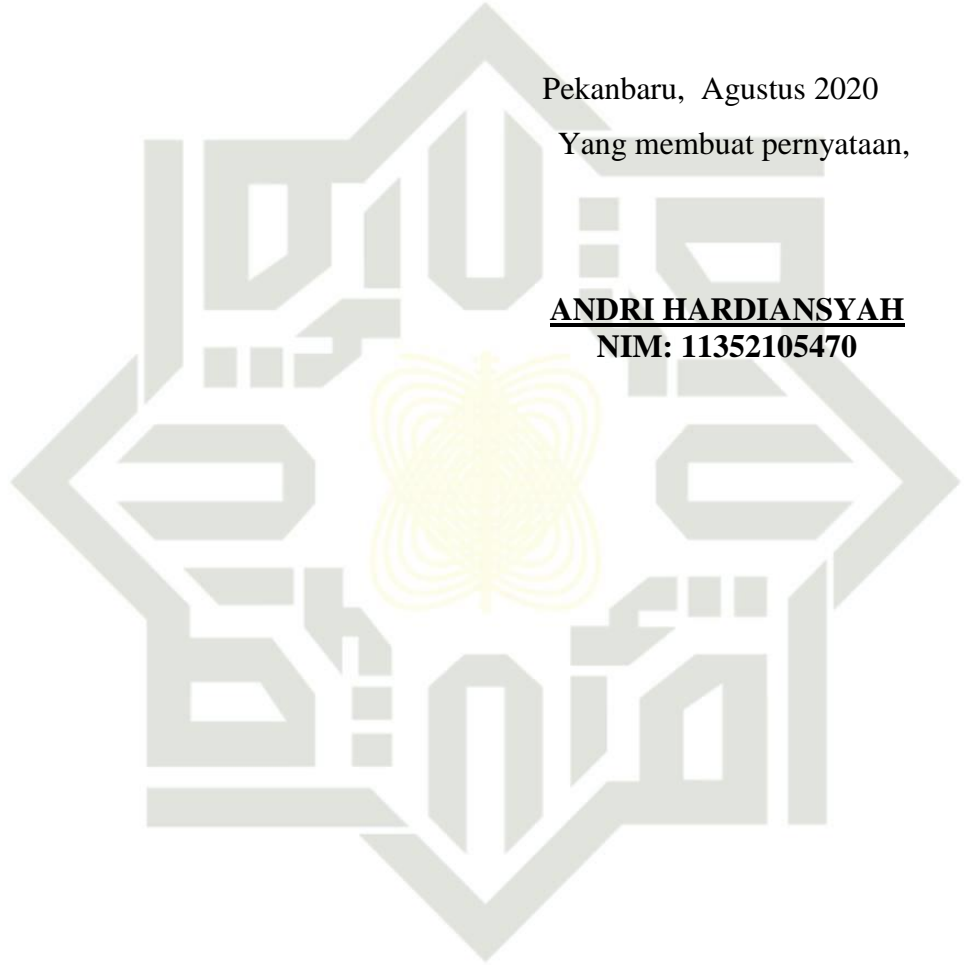 Pekanbaru, Agustus 2020
Yang membuat pernyataan,
ANDRI HARDIANSYAH
NIM: 11352105470